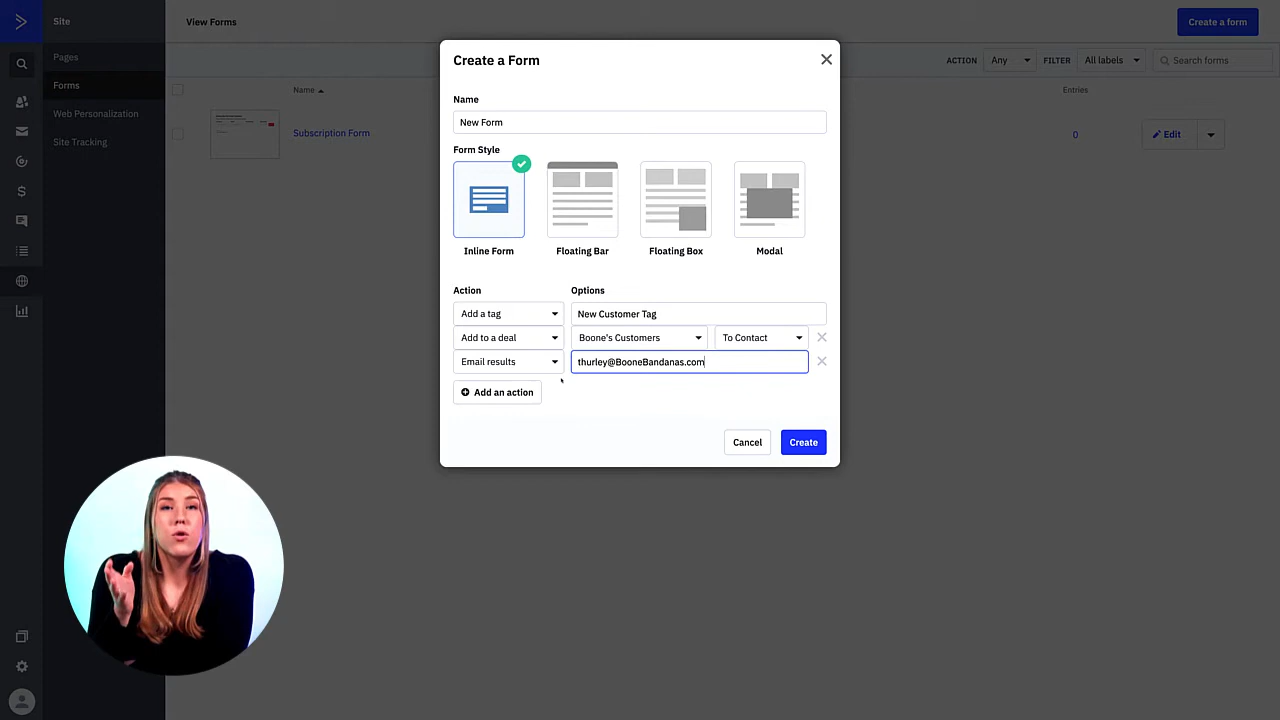 Site
View Forms
Create a form
Pages
Forms
Web Personalization
Site Tracking
ACTION
Any
FILTER
All labels
Search forms
Name
Entries
Subscription Form
0
Edit
Create a Form
Name
New Form
Form Style
Inline Form
Floating Bar
Floating Box
Modal
Action
Options
Add a tag
New Customer Tag
Add to a deal
Boone's Customers
To Contact
Email results
thurley@BooneBandanas.com
Add an action
Cancel
Create